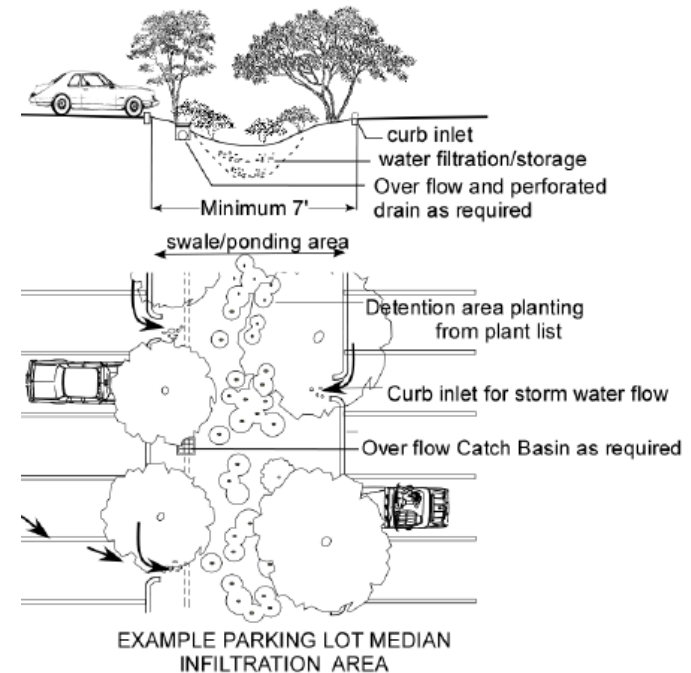 curb inlet
water filtration/storage
Over flow and perforated
drain as required
Minimum 7'
swale/ponding area
Detention area planting
from plant list
Curb inlet for storm water flow
Over flow Catch Basin as required
EXAMPLE PARKING LOT MEDIAN
INFILTRATION AREA